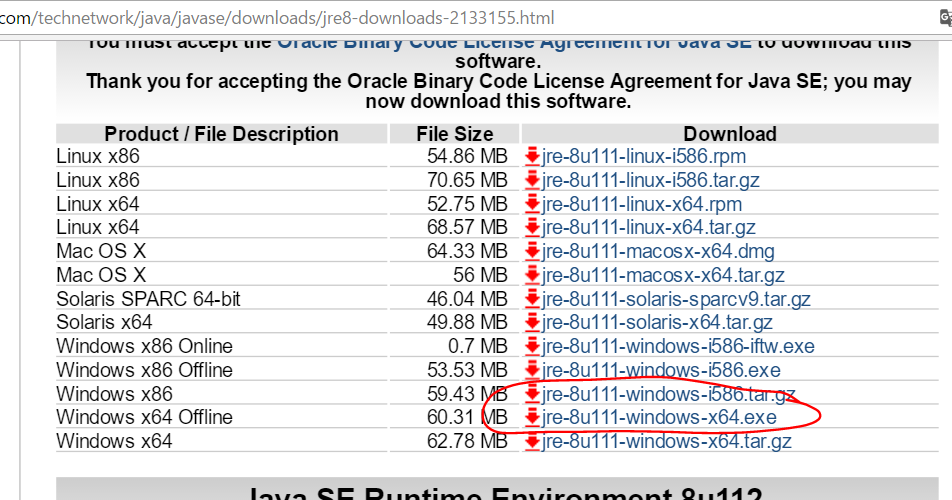 com/technetwork/java/javase/downloads/jre8-downloads-2133155.html
You must accept the Oracle Binary Code License Agreement for Java SE to download this
software.
Thank you for accepting the Oracle Binary Code License Agreement for Java SE; you may
now download this software.
Product / File Description File Size Download
Linux x86 54.86 MB jre-8u111-linux-i586.rpm
Linux x86 70.65 MB jre-8u111-linux-i586.tar.gz
Linux x64 52.75 MB jre-8u111-linux-x64.rpm
Linux x64 68.57 MB jre-8u111-linux-x64.tar.gz
Mac OS X 64.33 MB jre-8u111-macosx-x64.dmg
Mac OS X 56 MB jre-8u111-macosx-x64.tar.gz
Solaris SPARC 64-bit 46.04 MB jre-8u111-solaris-sparcv9.tar.gz
Solaris x64 49.88 MB jre-8u111-solaris-x64.tar.gz
Windows x86 Online 0.7 MB jre-8u111-windows-i586-iftw.exe
Windows x86 Offline 53.53 MB jre-8u111-windows-i586.exe
Windows x86 59.43 MB jre-8u111-windows-i586.tar.gz
Windows x64 Offline 60.31 MB jre-8u111-windows-x64.exe
Windows x64 62.78 MB jre-8u111-windows-x64.tar.gz
Java SE Runtime Environment 8u112